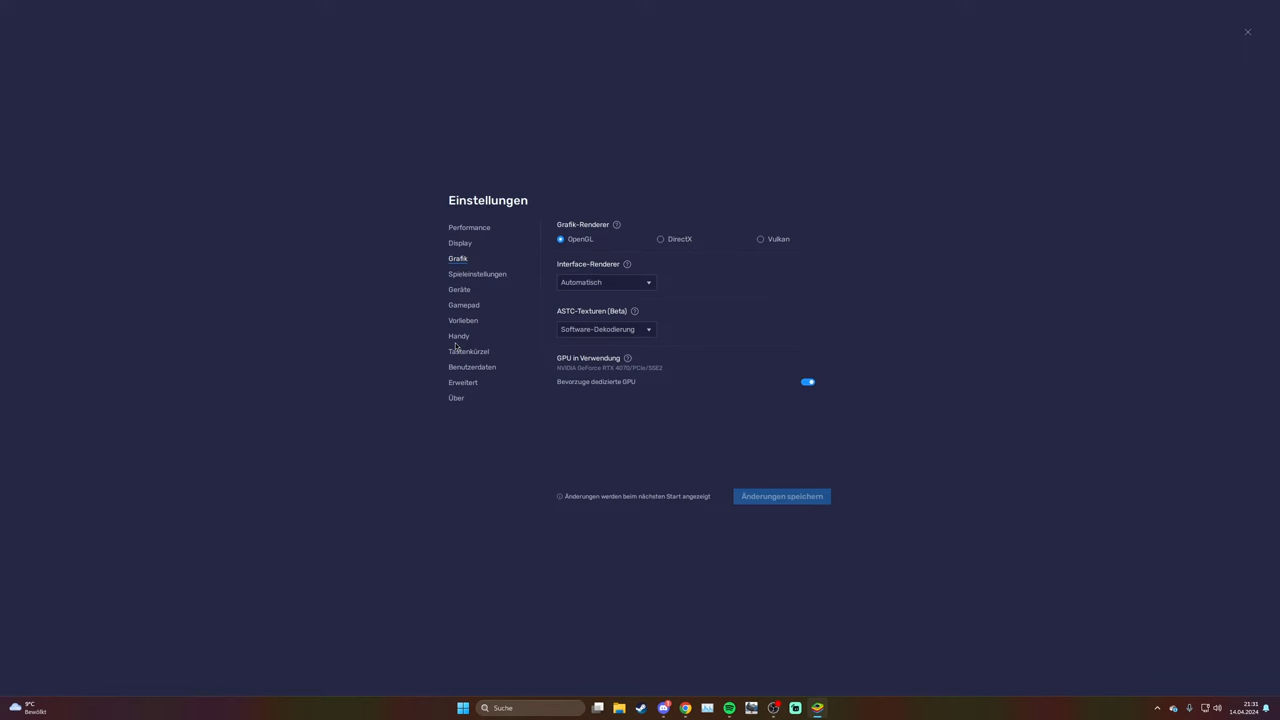 Einstellungen
Performance
Display
Grafik
Spieleinstellungen
Geräte
Gamepad
Vorlieben
Handy
Tastenkürzel
Benutzerdaten
Erweitert
Über
Grafik-Renderer
OpenGL
DirectX
Vulkan
Interface-Renderer
Automatisch
ASTC-Texturen (Beta)
Software-Dekodierung
GPU in Verwendung
NVIDIA GeForce RTX 4070/PCIe/SSE2
Bevorzuge dedizierte GPU
Änderungen werden beim nächsten Start angezeigt
Änderungen speichern
9°C
Bewölkt
Suche
21:31
14.04.2024